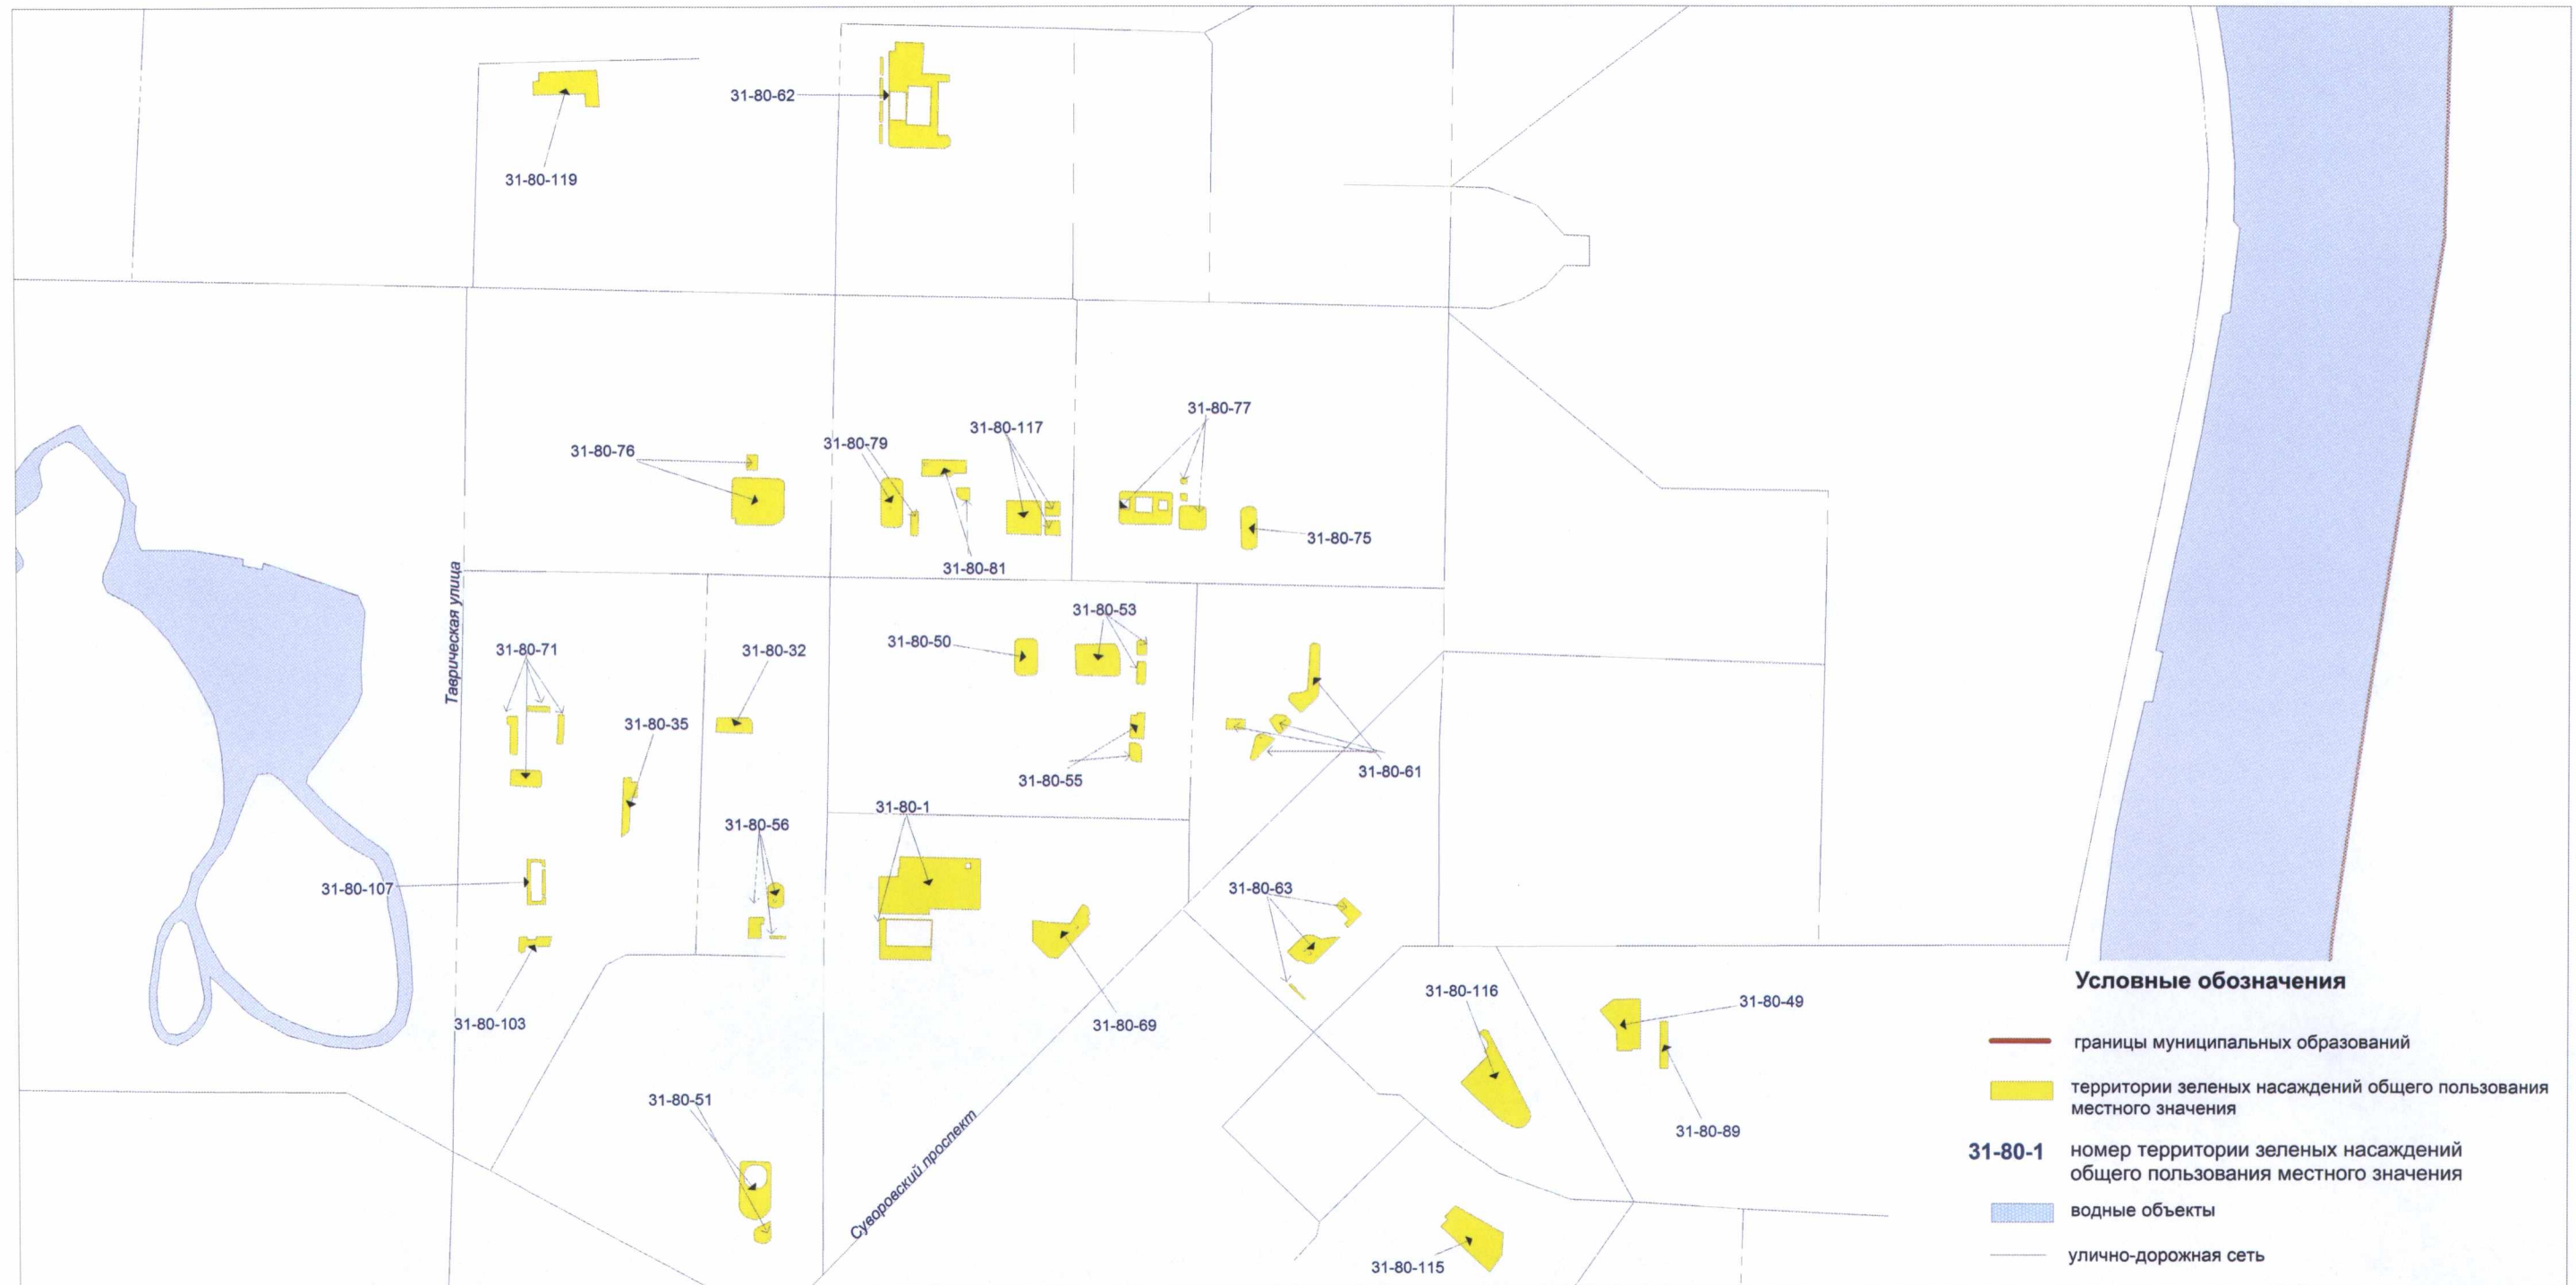 31-80-62
31-80-119
31-80-77
31-80-117
31-80-79
31-80-76
31-80-75
31-80-81
Таврическая улица
31-80-53
31-80-50
31-80-71
31-80-32
31-80-35
31-80-55
31-80-61
31-80-1
31-80-56
31-80-107
31-80-63
31-80-103
31-80-69
31-80-116
31-80-49
31-80-51
31-80-89
Суворовский проспект
31-80-115
Условные обозначения
границы муниципальных образований
территории зеленых насаждений общего пользования
местного значения
31-80-1 номер территории зеленых насаждений
общего пользования местного значения
водные объекты
улично-дорожная сеть